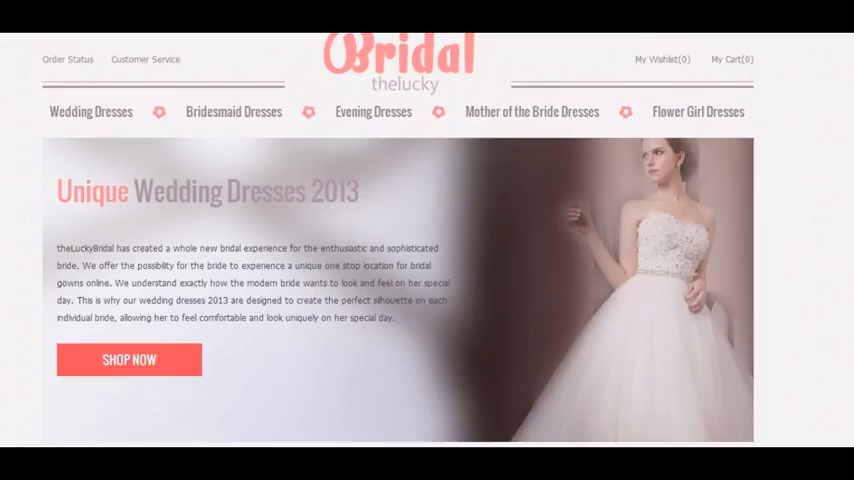 Order Status Customer Service
Bridal
thelucky
My Wishlist(0) My Cart(0)
Wedding Dresses Bridesmaid Dresses Evening Dresses Mother of the Bride Dresses Flower Girl Dresses
Unique Wedding Dresses 2013
theLuckyBridal has created a whole new bridal experience for the enthusiastic and sophisticated
bride. We offer the possibility for the bride to experience a unique one stop location for bridal
gowns online. We understand exactly how the modern bride wants to look and feel on her special
day. This is why our wedding dresses 2013 are designed to create the perfect silhouette on each
individual bride, allowing her to feel comfortable and look uniquely on her special day.
SHOP NOW